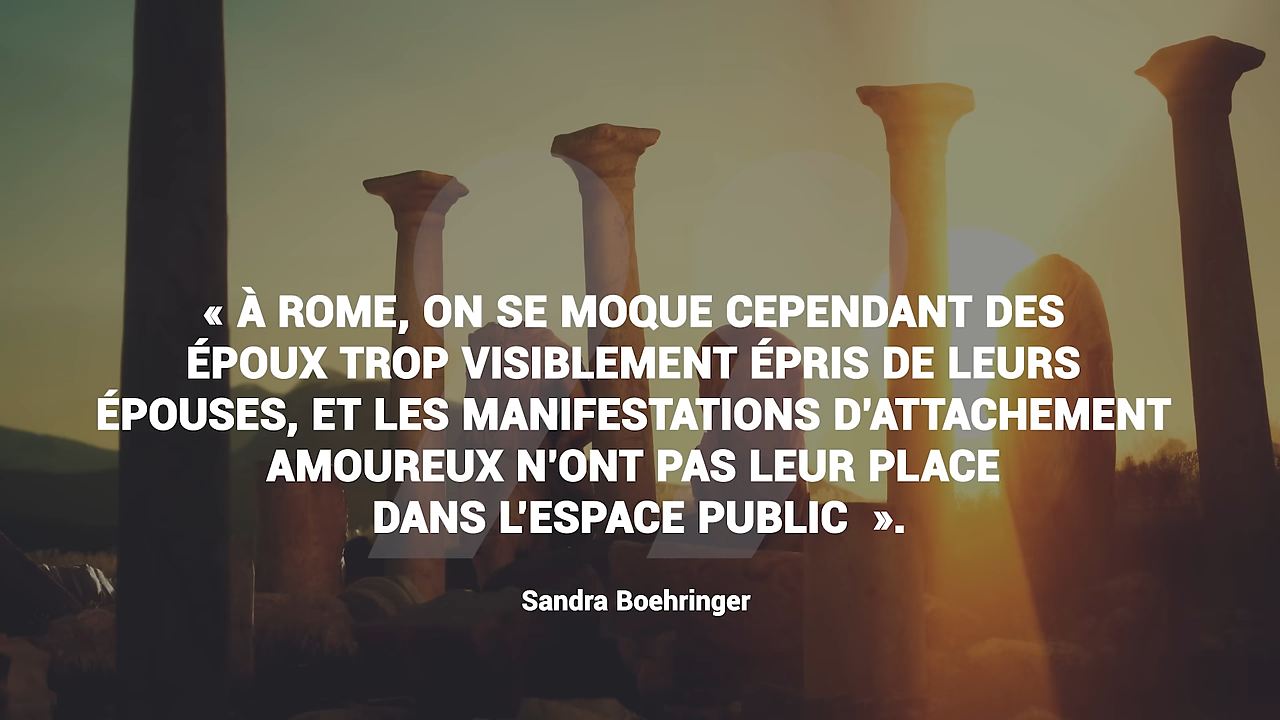 « À ROME, ON SE MOQUE CEPENDANT DES
ÉPOUX TROP VISIBLEMENT ÉPRIS DE LEURS
ÉPOUSES, ET LES MANIFESTATIONS D'ATTACHEMENT
AMOUREUX N'ONT PAS LEUR PLACE
DANS L'ESPACE PUBLIC  ».
Sandra Boehringer